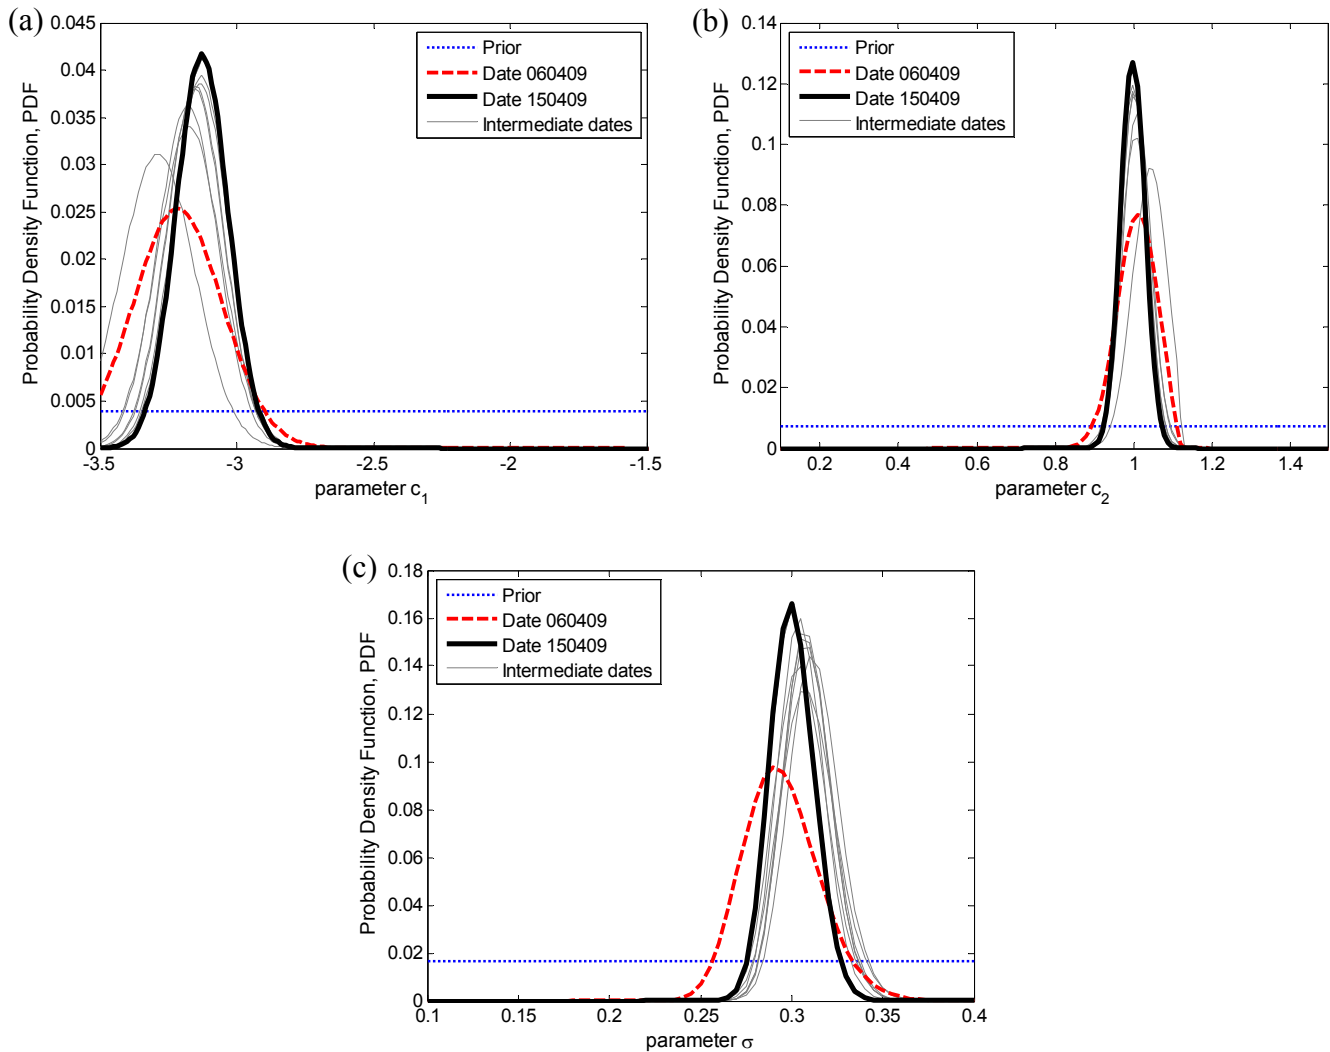 (a)
Probability Density Function, PDF
0.045
0.04
0.035
0.03
0.025
0.02
0.015
0.01
0.005
0
-3.5 -3 -2.5 -2 -1.5
parameter c1
Prior
Date 060409
Date 150409
Intermediate dates
(b)
Probability Density Function, PDF
0.14
0.12
0.1
0.08
0.06
0.04
0.02
0
0.2 0.4 0.6 0.8 1 1.2 1.4
parameter c2
Prior
Date 060409
Date 150409
Intermediate dates
(c)
Probability Density Function, PDF
0.18
0.16
0.14
0.12
0.1
0.08
0.06
0.04
0.02
0
0.1 0.15 0.2 0.25 0.3 0.35 0.4
parameter σ
Prior
Date 060409
Date 150409
Intermediate dates